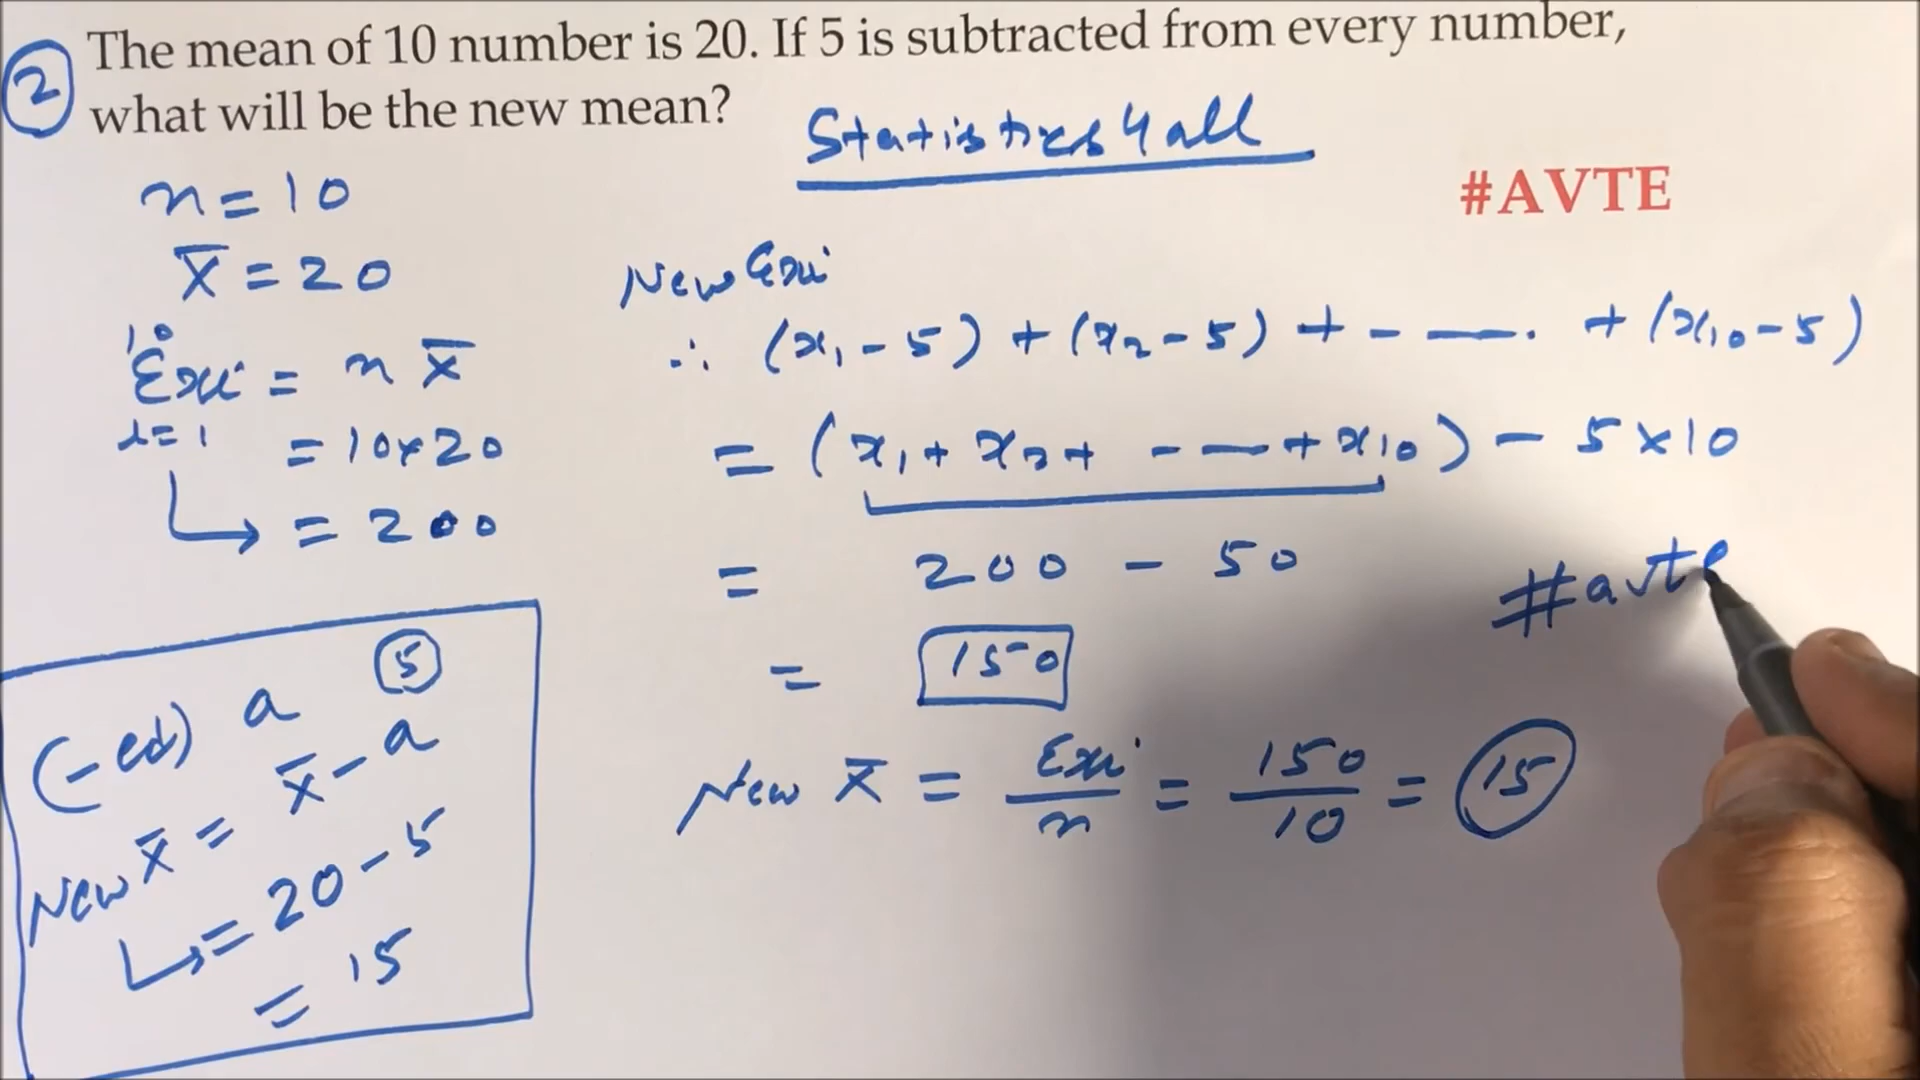 ② The mean of 10 number is 20. If 5 is subtracted from every number,
what will be the new mean?
Statistics4all
#AVTE
n = 10
x̄ = 20
10
Σxi = n x̄
i=1
= 10×20
= 200
New Σxi
∴ (x₁ - 5) + (x₂ - 5) + - — . + (x₁₀ - 5)
= (x₁ + x₂ + - — + x₁₀) - 5×10
= 200 - 50
= 150
New x̄ = Σxi / n = 150 / 10 = 15
#avte
(-ed) a ⑤
New x̄ = x̄ - a
= 20 - 5
= 15